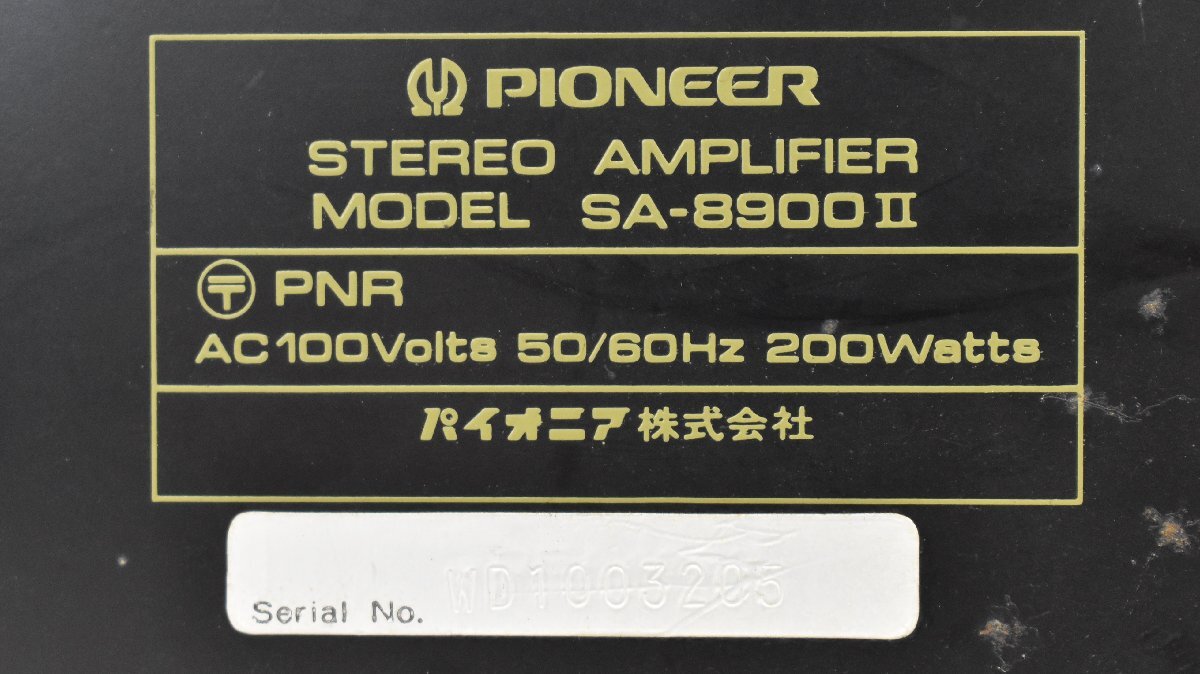 PIONEER
STEREO AMPLIFIER
MODEL SA-8900II
〒 PNR
AC100Volts 50/60Hz 200Watts
パイオニア株式会社
WD1003205
Serial No.